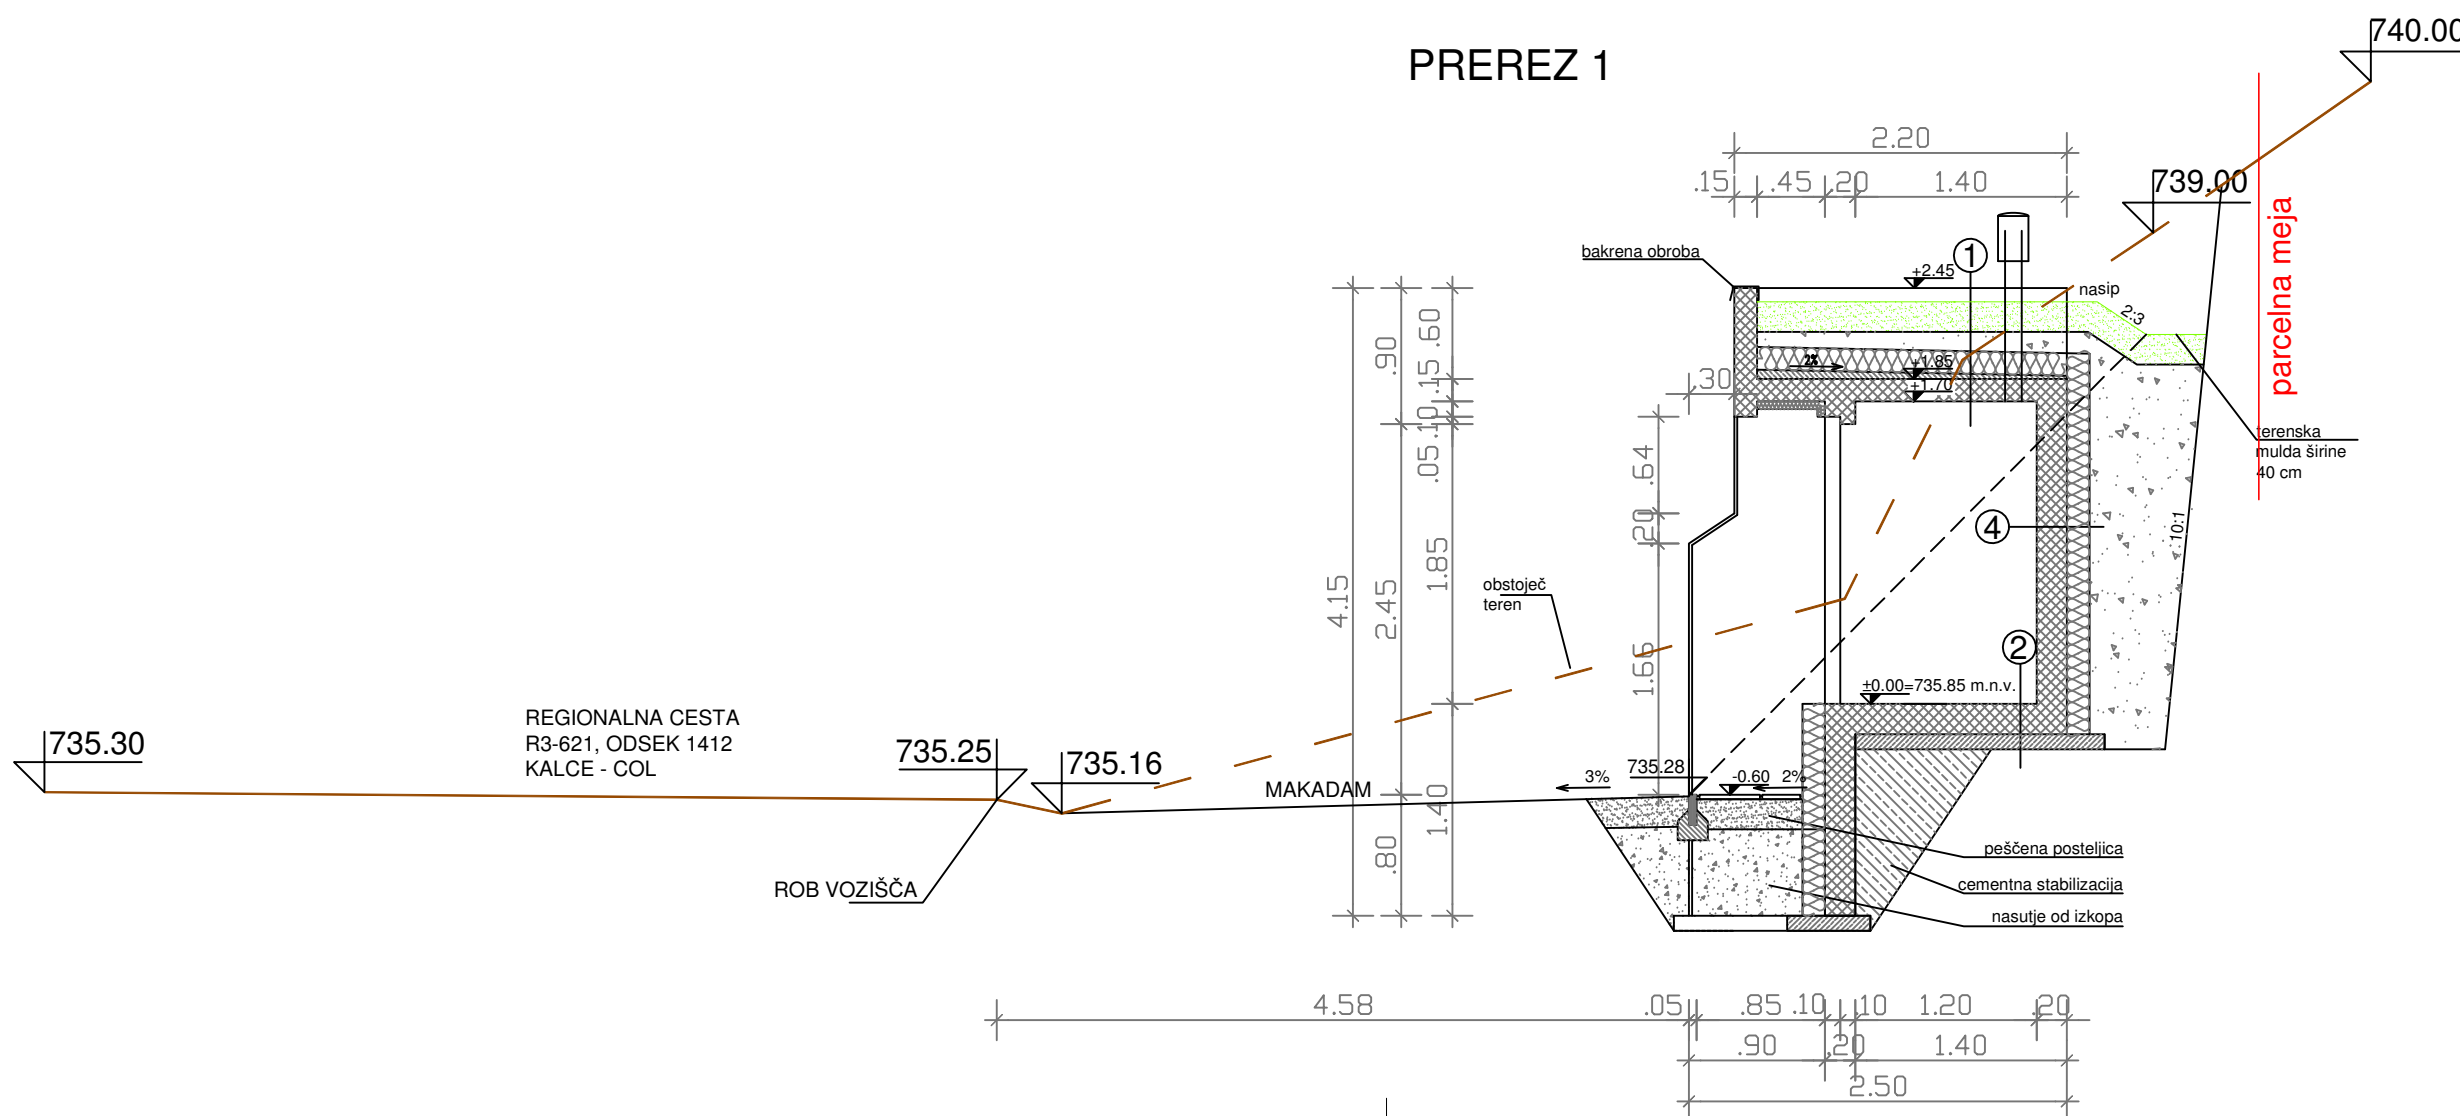 PREREZ 1
740.00
739.00
parcelna meja
2.20
.15
.45
.20
1.40
bakrena obroba
+2.45
1
nasip
2:3
2%
+1.85
+1.70
.30
.60
.90
.15
.10
.05
.64
.20
1.85
2.45
4.15
1.66
terenska
mulda širine
40 cm
4
10:1
obstoječ
teren
2
±0.00=735.85 m.n.v.
REGIONALNA CESTA
R3-621, ODSEK 1412
KALCE - COL
735.30
735.25
735.16
MAKADAM
3%
735.28
-0.60
2%
1.40
.80
ROB VOZIŠČA
peščena posteljica
cementna stabilizacija
nasutje od izkopa
4.58
.05
.85
.10
.10
1.20
.20
.90
.20
1.40
2.50